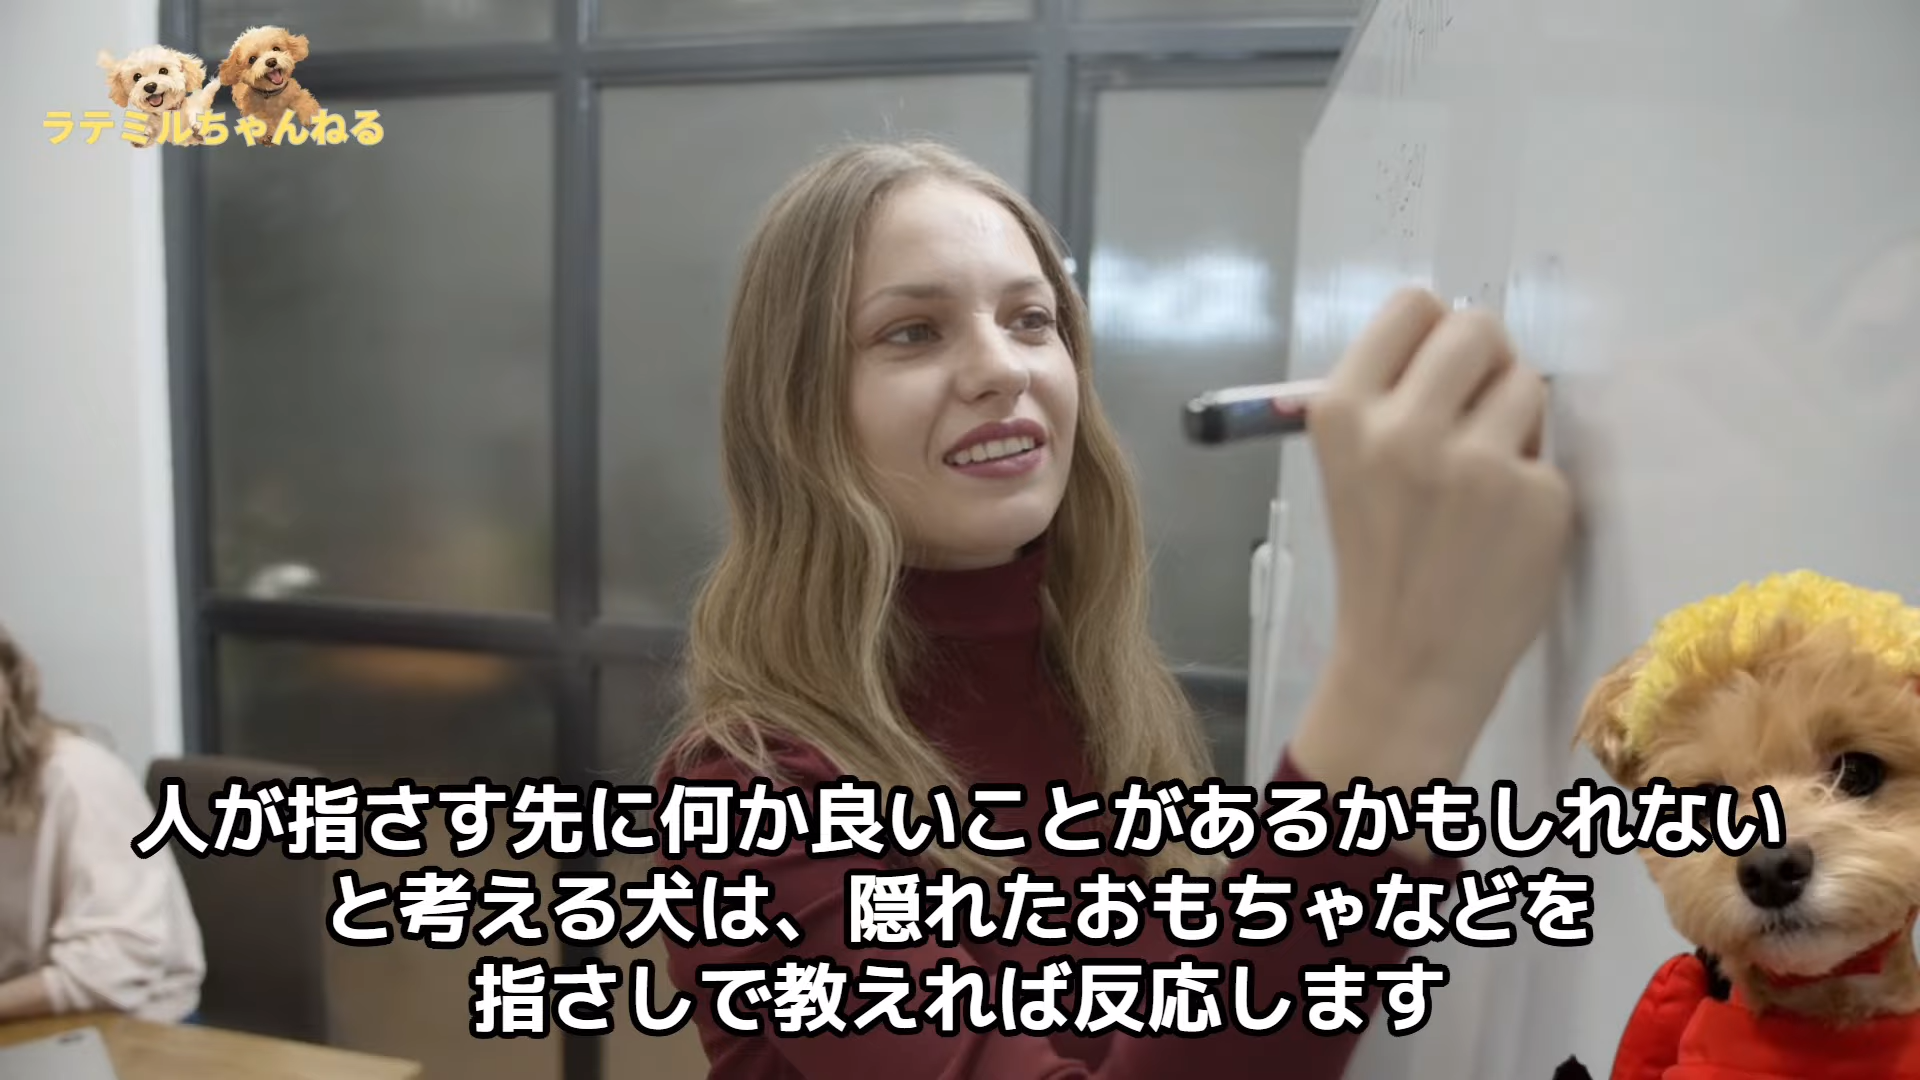 ラテミルちゃんねる
人が指さす先に何か良いことがあるかもしれない
と考える犬は、隠れたおもちゃなどを
指さしで教えれば反応します